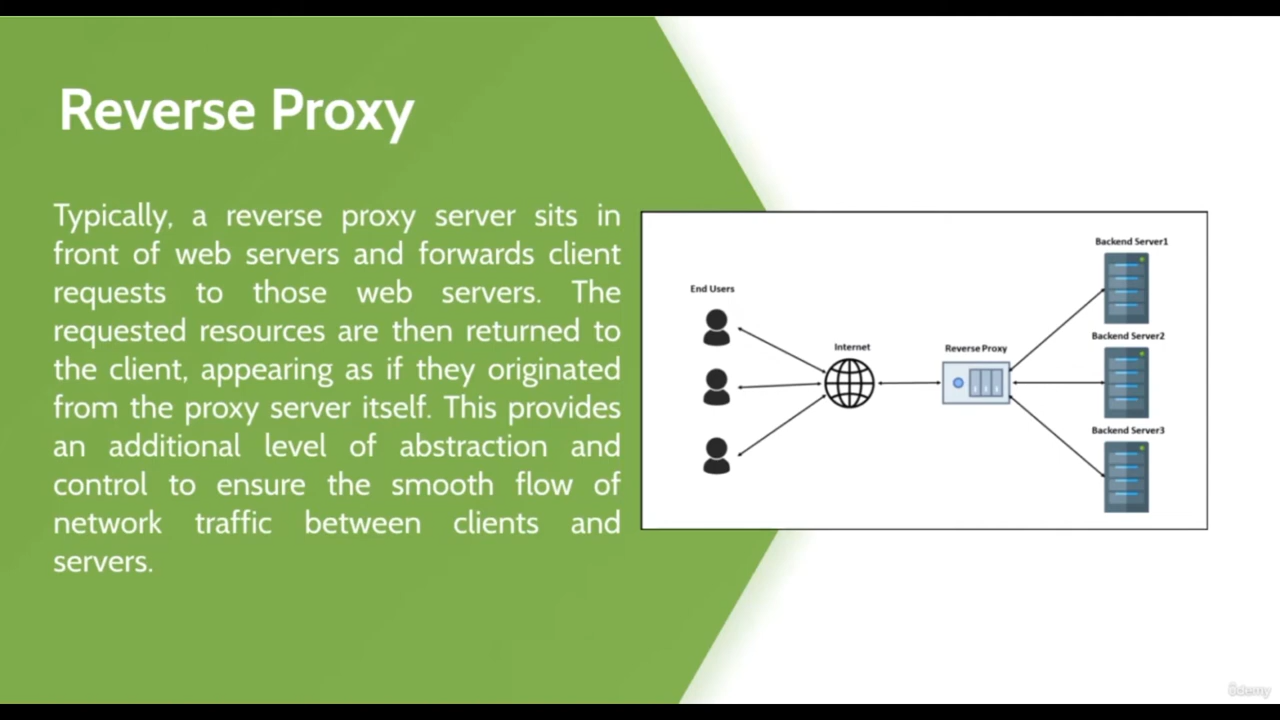 Reverse Proxy
Typically, a reverse proxy server sits in
front of web servers and forwards client
requests to those web servers. The
requested resources are then returned to
the client, appearing as if they originated
from the proxy server itself. This provides
an additional level of abstraction and
control to ensure the smooth flow of
network traffic between clients and
servers.
End Users
Internet
Reverse Proxy
Backend Server1
Backend Server2
Backend Server3
ûdemy